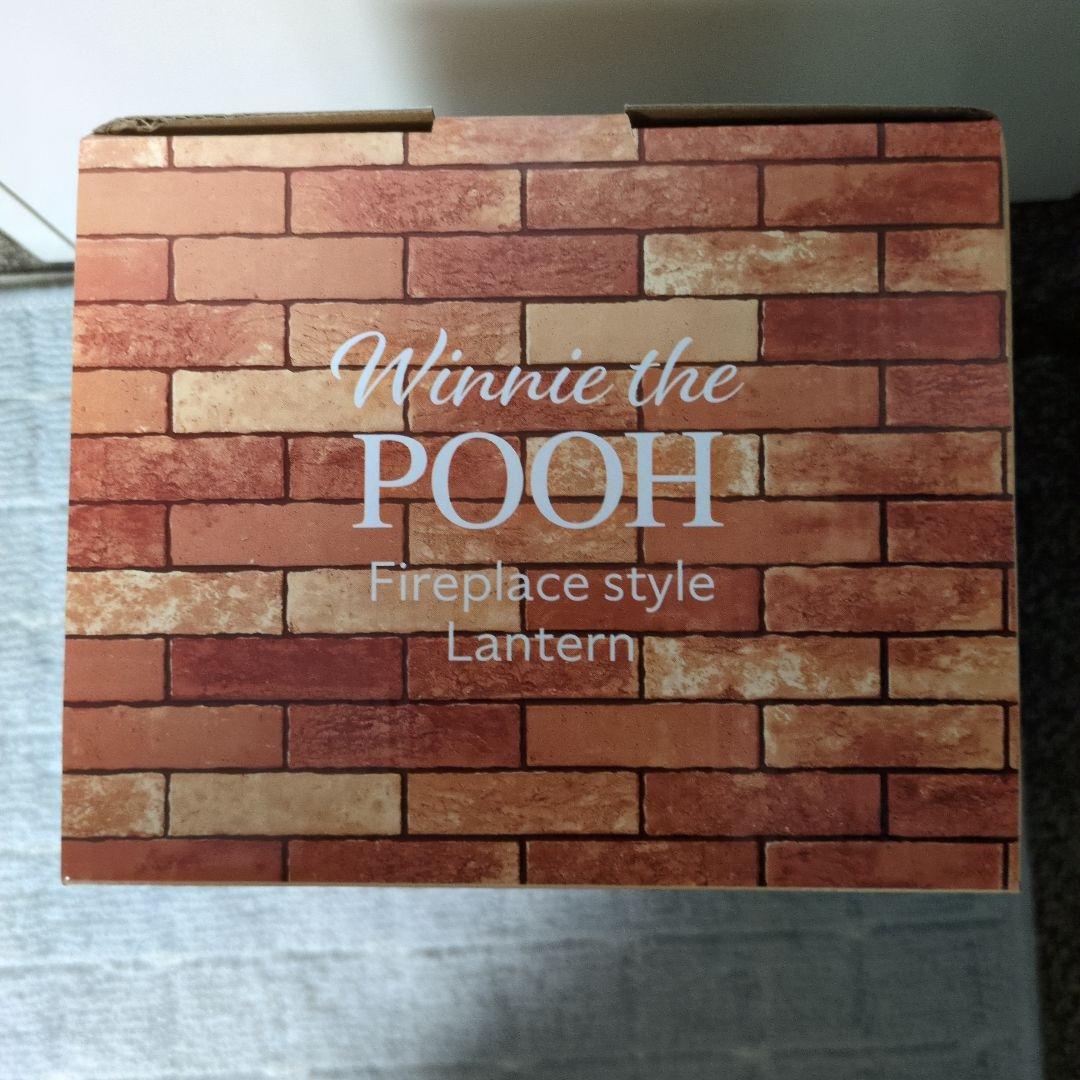 Winnie the
POOH
Fireplace style
Lantern